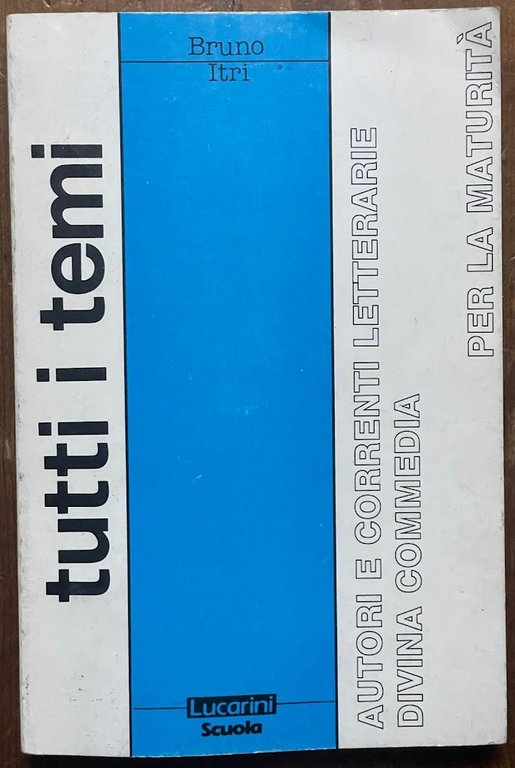 Bruno
Itri
tutti i temi
AUTORI E CORRENTI LETTERARIE
DIVINA COMMEDIA
PER LA MATURITÀ
Lucarini
Scuola